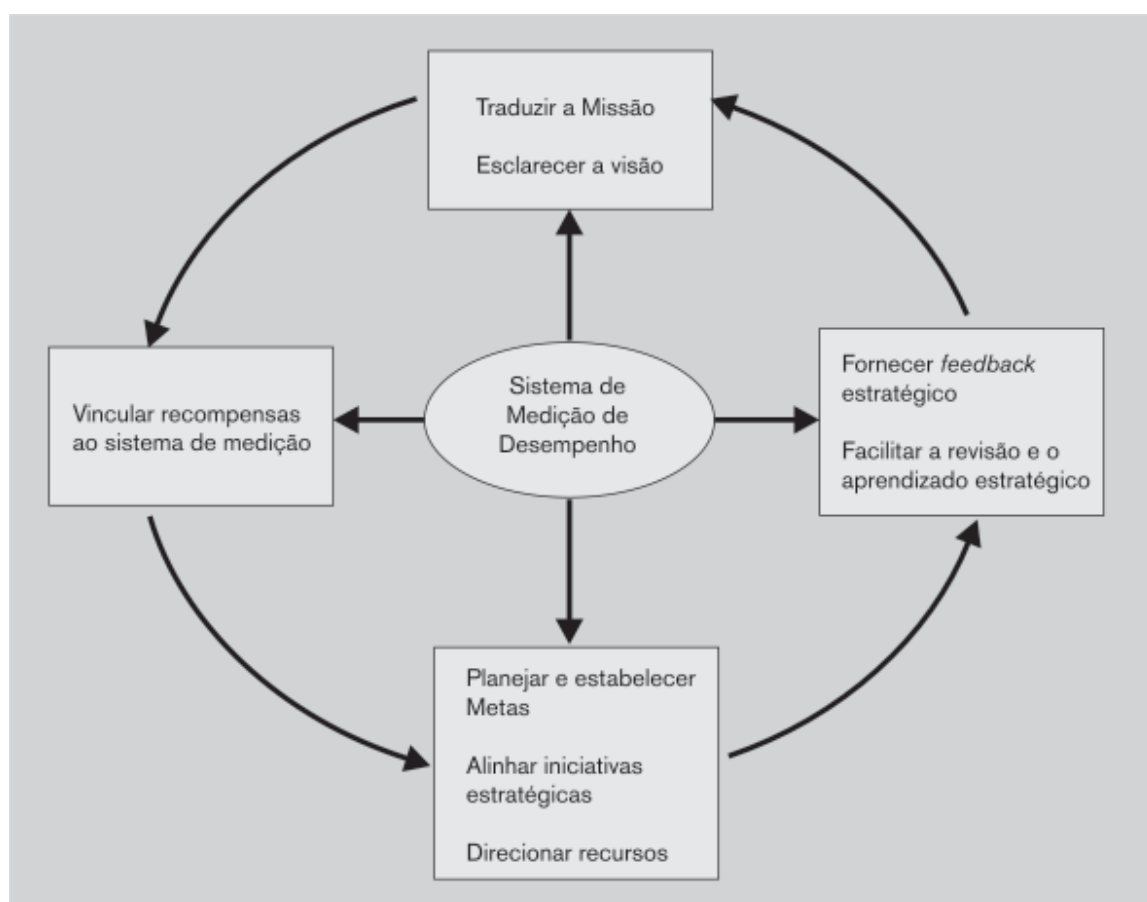 Traduzir a Missão
Esclarecer a visão
Vincular recompensas
ao sistema de medição
Sistema de
Medição de
Desempenho
Fornecer feedback
estratégico
Facilitar a revisão e o
aprendizado estratégico
Planejar e estabelecer
Metas
Alinhar iniciativas
estratégicas
Direcionar recursos